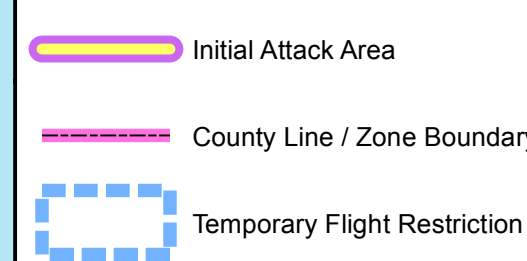 Initial Attack Area
County Line / Zone Boundary
Temporary Flight Restriction